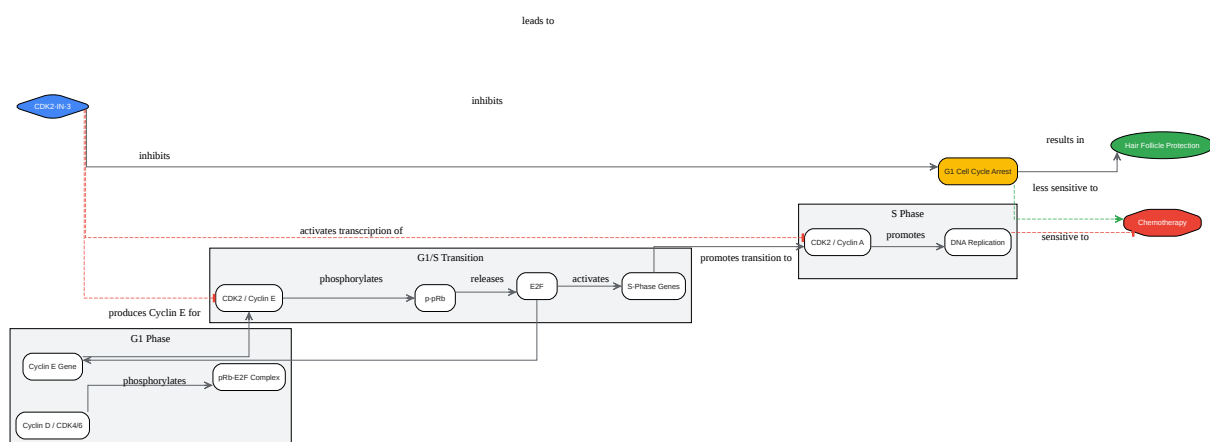 leads to
CDK2-IN-3
inhibits
inhibits
results in
Hair Follicle Protection
G1 Cell Cycle Arrest
less sensitive to
S Phase
Chemotherapy
activates transcription of
CDK2 / Cyclin A
promotes
DNA Replication
sensitive to
G1/S Transition
promotes transition to
phosphorylates
releases
E2F
activates
S-Phase Genes
CDK2 / Cyclin E
p-pRb
produces Cyclin E for
G1 Phase
Cyclin E Gene
phosphorylates
pRb-E2F Complex
Cyclin D / CDK4/6